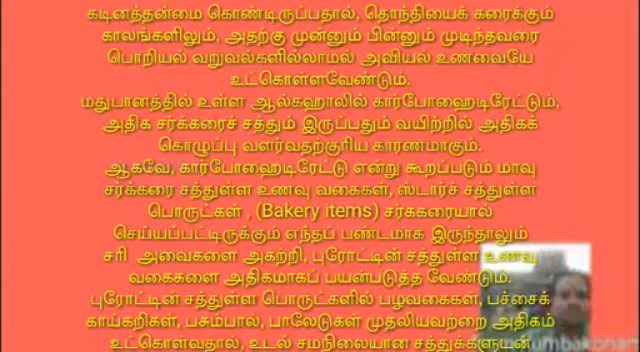 கடினத்தன்மை கொண்டிருப்பதால், தொந்தியைக் கரைக்கும்
காலங்களிலும், அதற்கு முன்னும் பின்னும் முடிந்தவரை
பொறியல் வறுவல்களில்லாமல் அவியல் உணவையே
உட்கொள்ளவேண்டும்.
மதுபானத்தில் உள்ள ஆல்கஹாலில் கார்போஹைடிரேட்டும்,
அதிக சர்க்கரைச் சத்தும் இருப்பதும் வயிற்றில் அதிகக்
கொழுப்பு வளர்வதற்குரிய காரணமாகும்.
ஆகவே, கார்போஹைடிரேட்டு என்று கூறப்படும் மாவு
சர்க்கரை சத்துள்ள உணவு வகைகள், ஸ்டார்ச் சத்துள்ள
பொருட்கள் , (Bakery items) சர்ககரையால்
செய்யப்பட்டிருக்கும் எந்தப் பண்டமாக இருந்தாலும்
சரி அவைகளை அகற்றி, புரோட்டின் சத்துள்ள உணவு
வகைகளை அதிகமாகப் பயன்படுத்த வேண்டும்.
புரோட்டின் சத்துள்ள பொருட்களில் பழவகைகள், பச்சைக்
காய்கறிகள், பசும்பால், பாலேடுகள் முதலியவற்றை அதிகம்
உட்கொள்வதால், உடல் சமநிலையான சத்துக்களுடன்